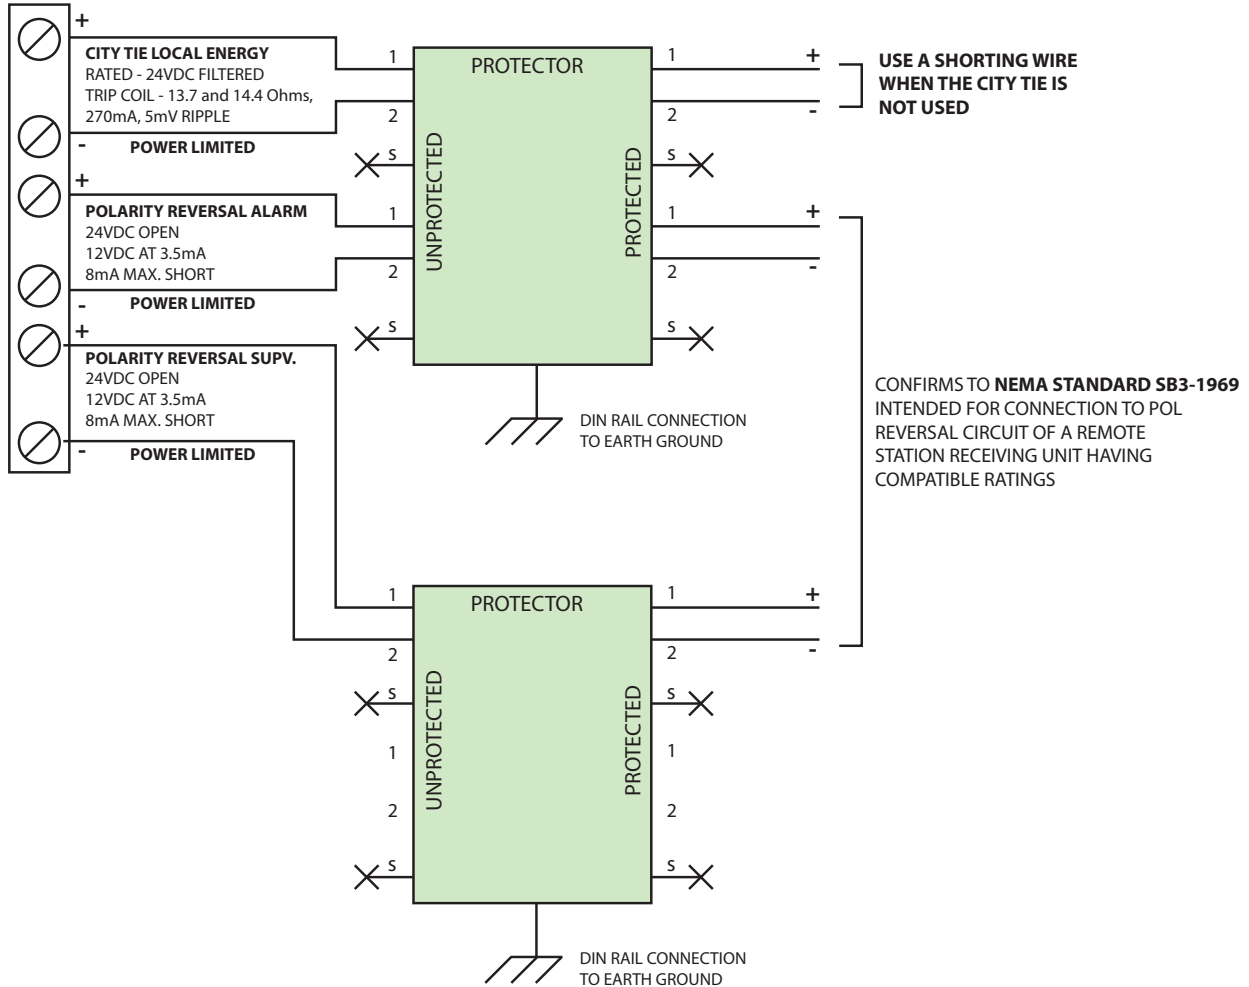 +
CITY TIE LOCAL ENERGY
RATED - 24VDC FILTERED
TRIP COIL - 13.7 and 14.4 Ohms,
270mA, 5mV RIPPLE
-
POWER LIMITED
+
POLARITY REVERSAL ALARM
24VDC OPEN
12VDC AT 3.5mA
8mA MAX. SHORT
-
POWER LIMITED
+
POLARITY REVERSAL SUPV.
24VDC OPEN
12VDC AT 3.5mA
8mA MAX. SHORT
-
POWER LIMITED
1
2
S
1
2
S
PROTECTOR
UNPROTECTED
PROTECTED
1
2
S
1
2
S
+
-
USE A SHORTING WIRE
WHEN THE CITY TIE IS
NOT USED
+
-
DIN RAIL CONNECTION
TO EARTH GROUND
CONFIRMS TO NEMA STANDARD SB3-1969
INTENDED FOR CONNECTION TO POL
REVERSAL CIRCUIT OF A REMOTE
STATION RECEIVING UNIT HAVING
COMPATIBLE RATINGS
1
2
S
1
2
S
PROTECTOR
UNPROTECTED
PROTECTED
1
2
S
1
2
S
+
-
DIN RAIL CONNECTION
TO EARTH GROUND